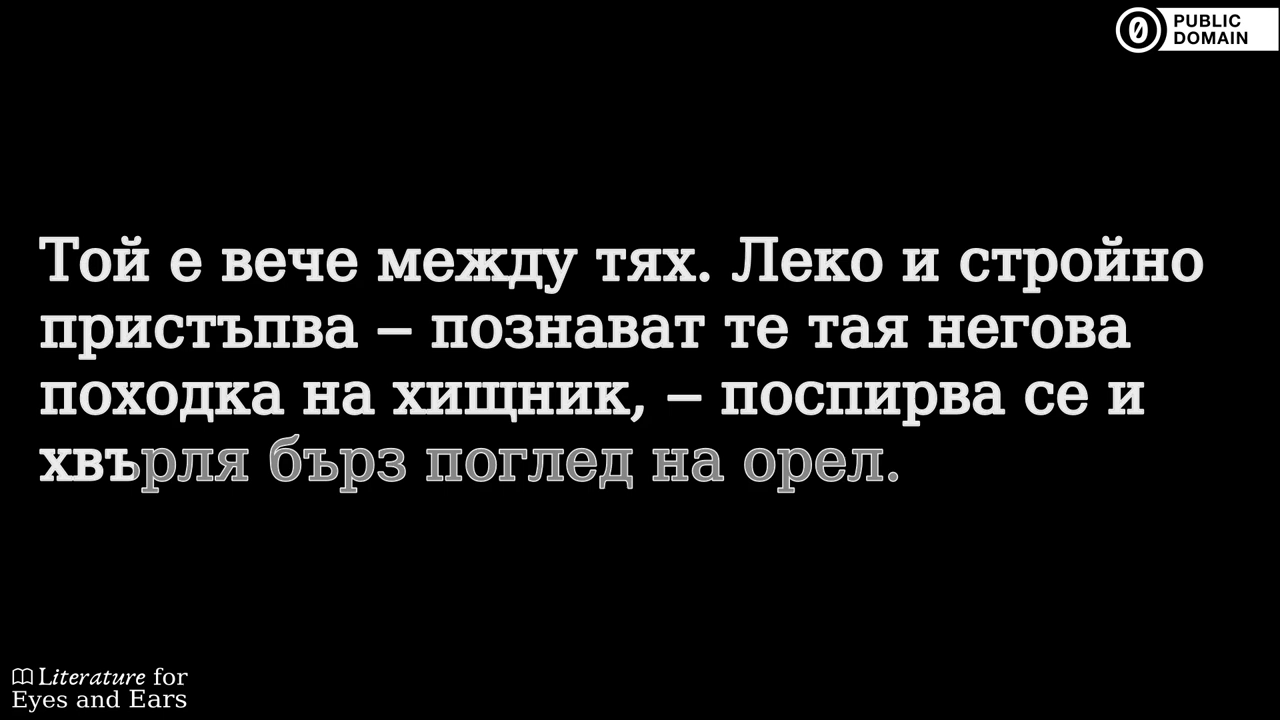 PUBLIC
DOMAIN
Той е вече между тях. Леко и стройно
пристъпва – познават те тая негова
походка на хищник, – поспирва се и
хвърля бърз поглед на орел.
Literature for
Eyes and Ears